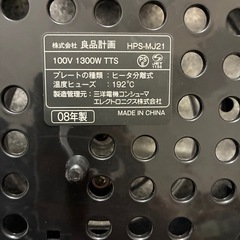 株式会社 良品計画 HPS-MJ21
100V 1300W TTS
プレートの種類:ヒータ分離式
温度ヒューズ:192℃
製造管理元:三洋電機コンシューマ
エレクトロニクス株式会社
08年製 MADE IN CHINA